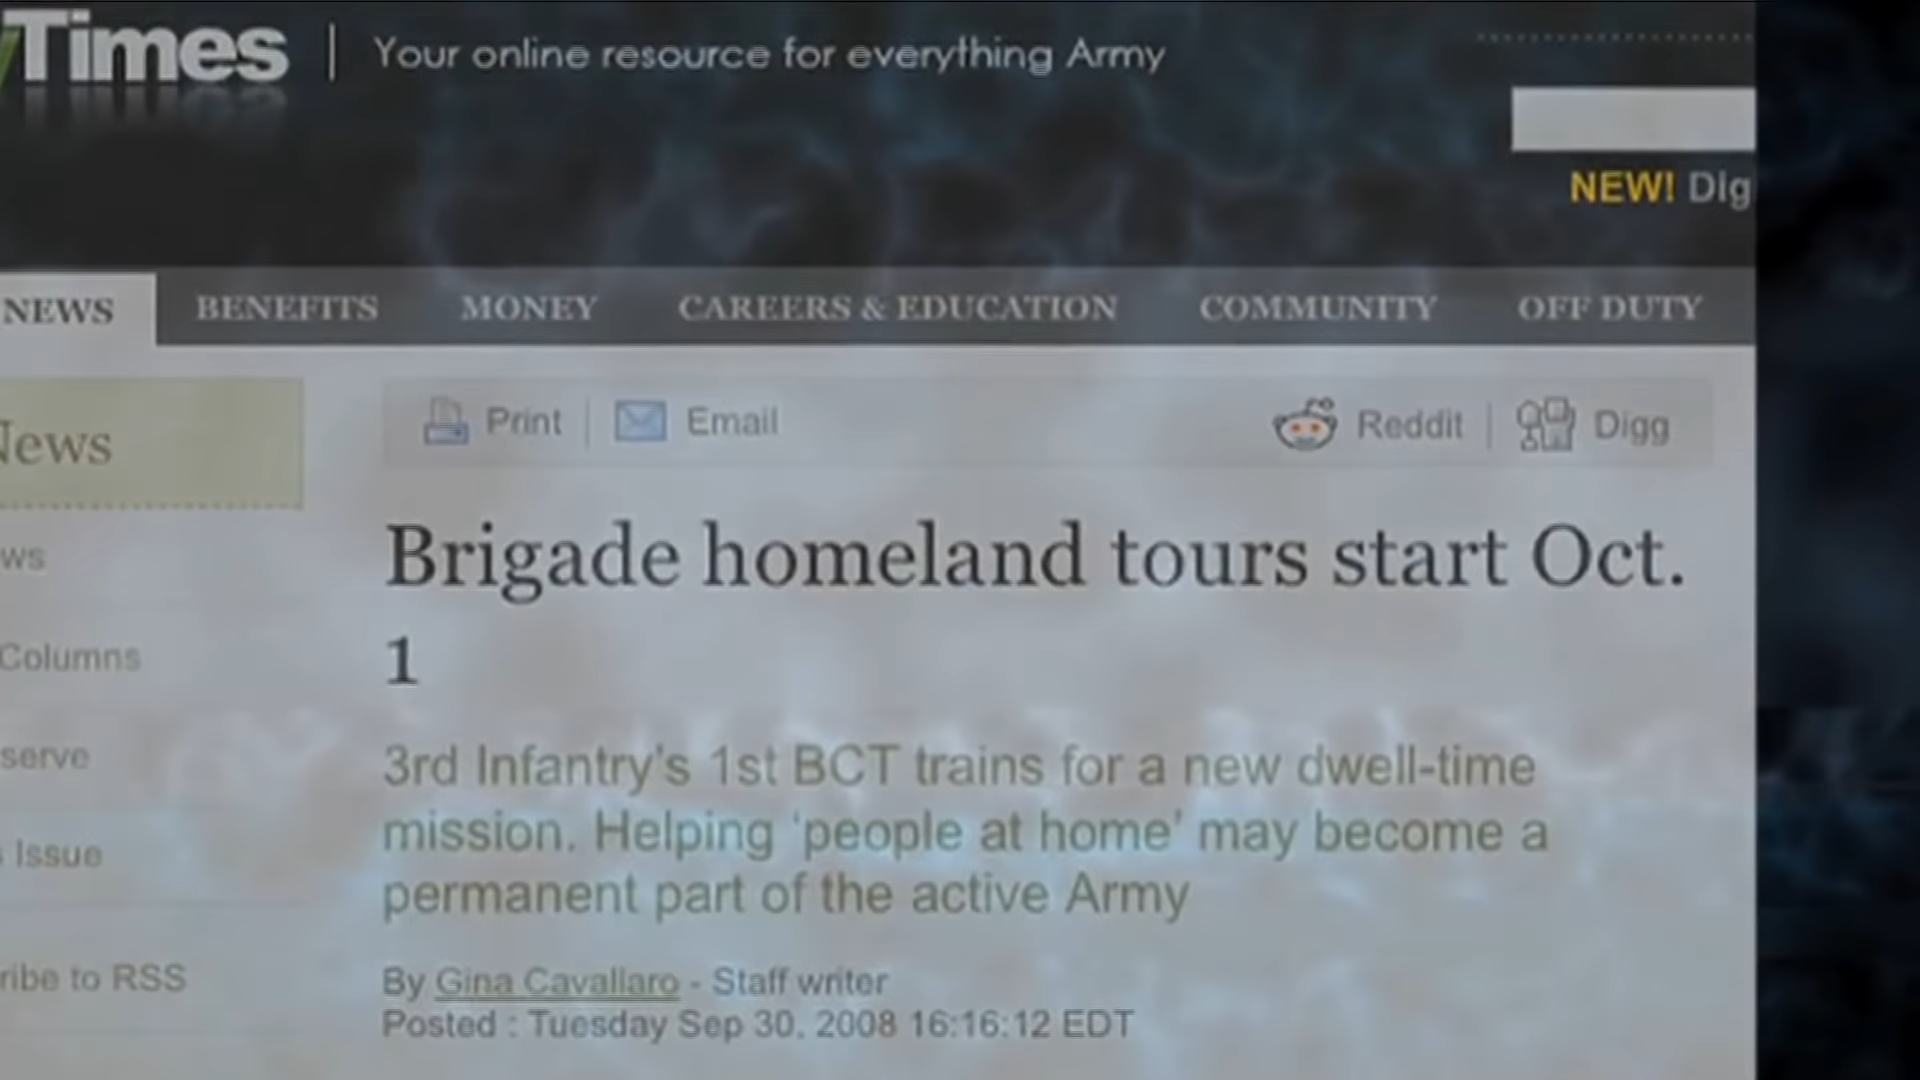 Times | Your online resource for everything Army
NEW! Dig
NEWS BENEFITS MONEY CAREERS & EDUCATION COMMUNITY OFF DUTY
Print | Email Reddit | Digg
News
Brigade homeland tours start Oct.
1
ws
Columns
serve
Issue
ribe to RSS
3rd Infantry's 1st BCT trains for a new dwell-time
mission. Helping 'people at home' may become a
permanent part of the active Army
By Gina Cavallaro - Staff writer
Posted : Tuesday Sep 30, 2008 16:16:12 EDT